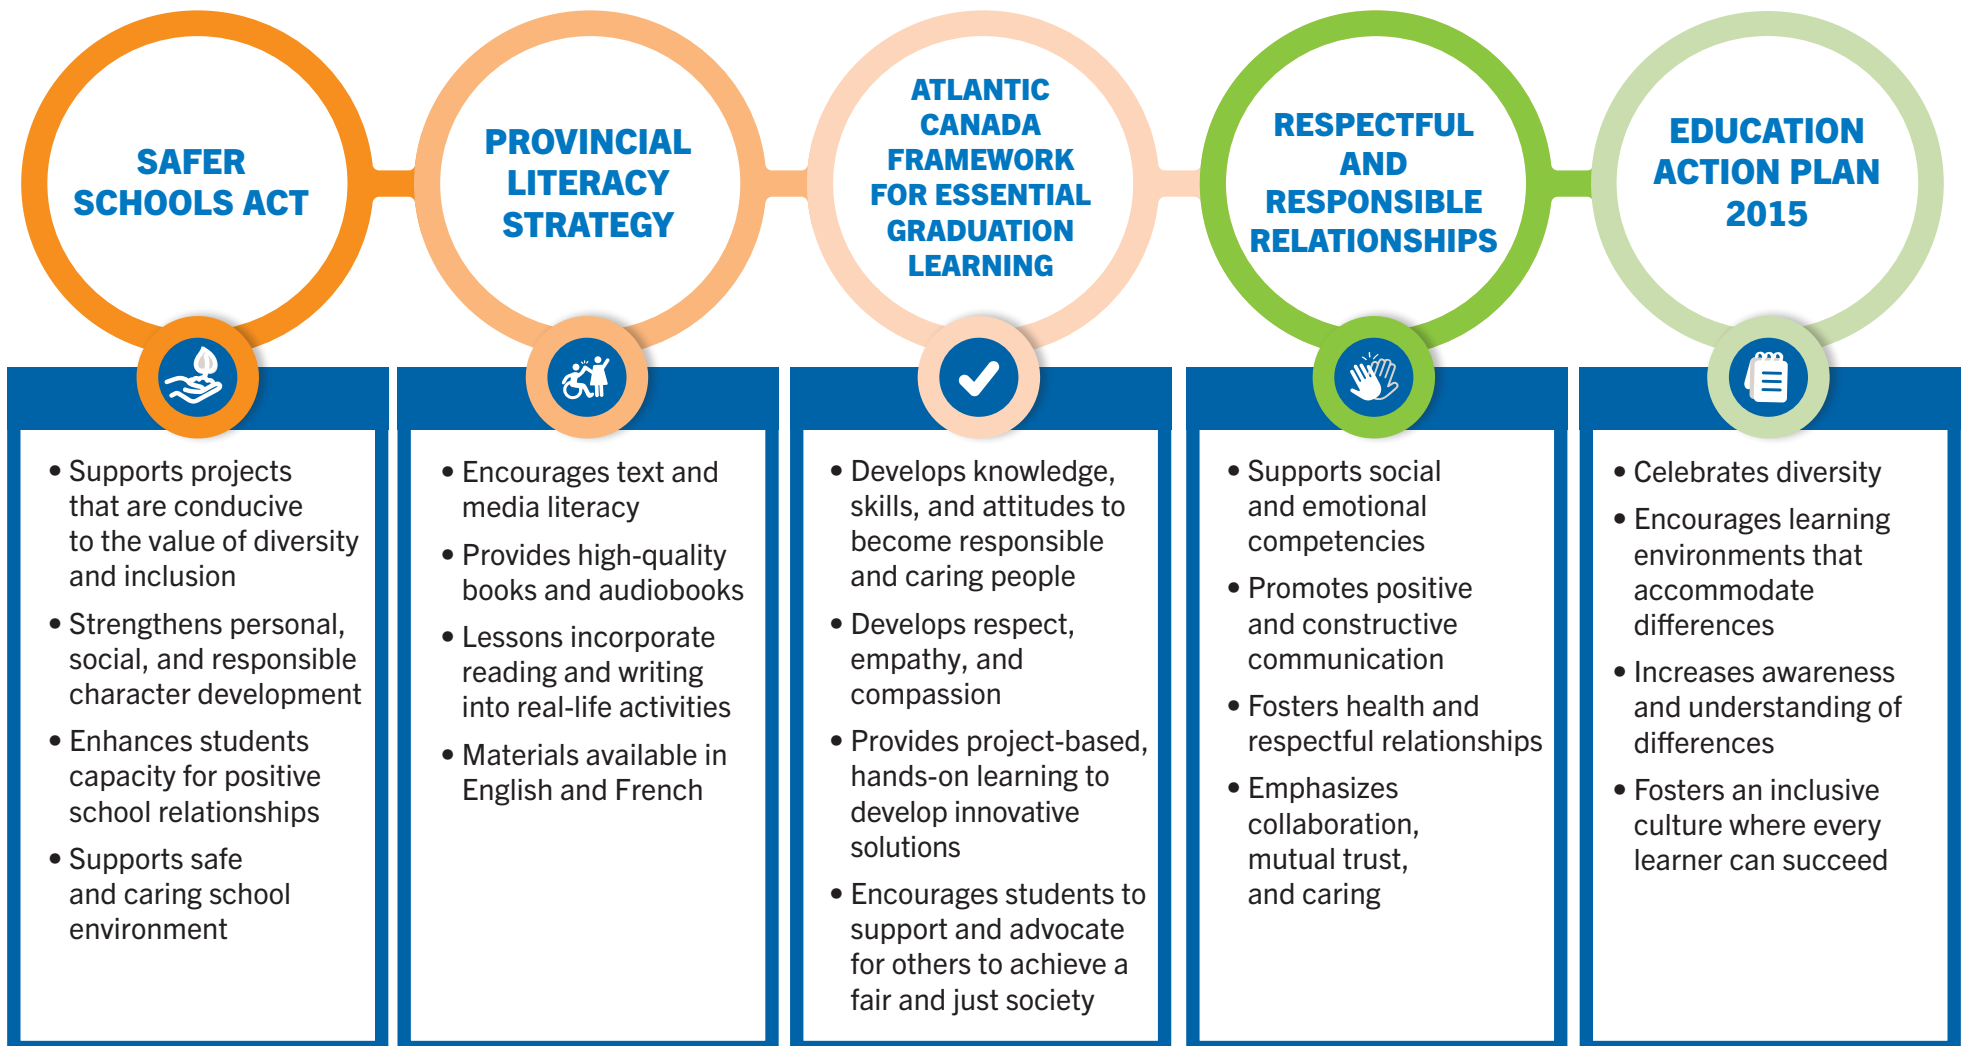 SAFER
SCHOOLS ACT
PROVINCIAL
LITERACY
STRATEGY
ATLANTIC
CANADA
FRAMEWORK
FOR ESSENTIAL
GRADUATION
LEARNING
RESPECTFUL
AND
RESPONSIBLE
RELATIONSHIPS
EDUCATION
ACTION PLAN
2015
• Supports projects
that are conducive
to the value of diversity
and inclusion
• Strengthens personal,
social, and responsible
character development
• Enhances students
capacity for positive
school relationships
• Supports safe
and caring school
environment
• Encourages text and
media literacy
• Provides high-quality
books and audiobooks
• Lessons incorporate
reading and writing
into real-life activities
• Materials available in
English and French
• Develops knowledge,
skills, and attitudes to
become responsible
and caring people
• Develops respect,
empathy, and
compassion
• Provides project-based,
hands-on learning to
develop innovative
solutions
• Encourages students to
support and advocate
for others to achieve a
fair and just society
• Supports social
and emotional
competencies
• Promotes positive
and constructive
communication
• Fosters health and
respectful relationships
• Emphasizes
collaboration,
mutual trust,
and caring
• Celebrates diversity
• Encourages learning
environments that
accommodate
differences
• Increases awareness
and understanding of
differences
• Fosters an inclusive
culture where every
learner can succeed